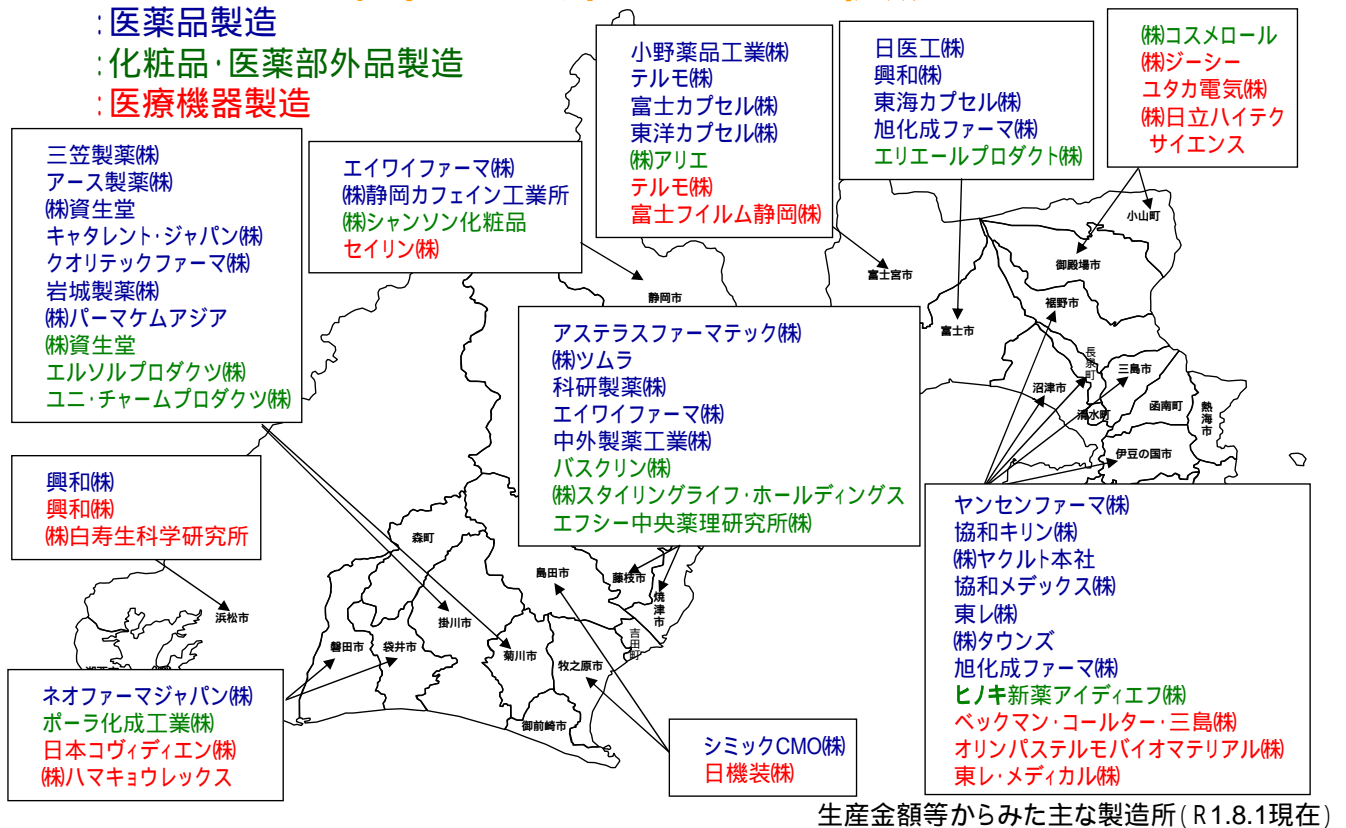 :医薬品製造
:化粧品･医薬部外品製造
:医療機器製造
三笠製薬㈱
アース製薬㈱
㈱資生堂
キャタレント･ジャパン㈱
クオリテックファーマ㈱
岩城製薬㈱
㈱パーマケムアジア
㈱資生堂
エルソルプロダクツ㈱
ユニ･チャームプロダクツ㈱
エイワイファーマ㈱
㈱静岡カフェイン工業所
㈱シャンソン化粧品
セイリン㈱
小野薬品工業㈱
テルモ㈱
富士カプセル㈱
東洋カプセル㈱
㈱アリエ
テルモ㈱
富士フイルム静岡㈱
日医工㈱
興和㈱
東海カプセル㈱
旭化成ファーマ㈱
エリエールプロダクト㈱
㈱コスメロール
㈱ジーシー
ユタカ電気㈱
㈱日立ハイテク
サイエンス
アステラスファーマテック㈱
㈱ツムラ
科研製薬㈱
エイワイファーマ㈱
中外製薬工業㈱
バスクリン㈱
㈱スタイリングライフ･ホールディングス
エフシー中央薬理研究所㈱
興和㈱
興和㈱
㈱白寿生科学研究所
ネオファーマジャパン㈱
ポーラ化成工業㈱
日本コヴィディエン㈱
㈱ハマキョウレックス
シミックCMO㈱
日機装㈱
ヤンセンファーマ㈱
協和キリン㈱
㈱ヤクルト本社
協和メデックス㈱
東レ㈱
㈱タウンズ
旭化成ファーマ㈱
ヒノキ新薬アイディエフ㈱
ベックマン･コールター･三島㈱
オリンパステルモバイオマテリアル㈱
東レ･メディカル㈱
小山町
御殿場市
富士宮市
静岡市
裾野市
富士市
長泉町
三島市
沼津市
清水町
函南町
熱海市
伊豆の国市
森町
島田市
藤枝市
焼津市
浜松市
掛川市
吉田町
磐田市
袋井市
菊川市
牧之原市
御前崎市
生産金額等からみた主な製造所(R1.8.1現在)